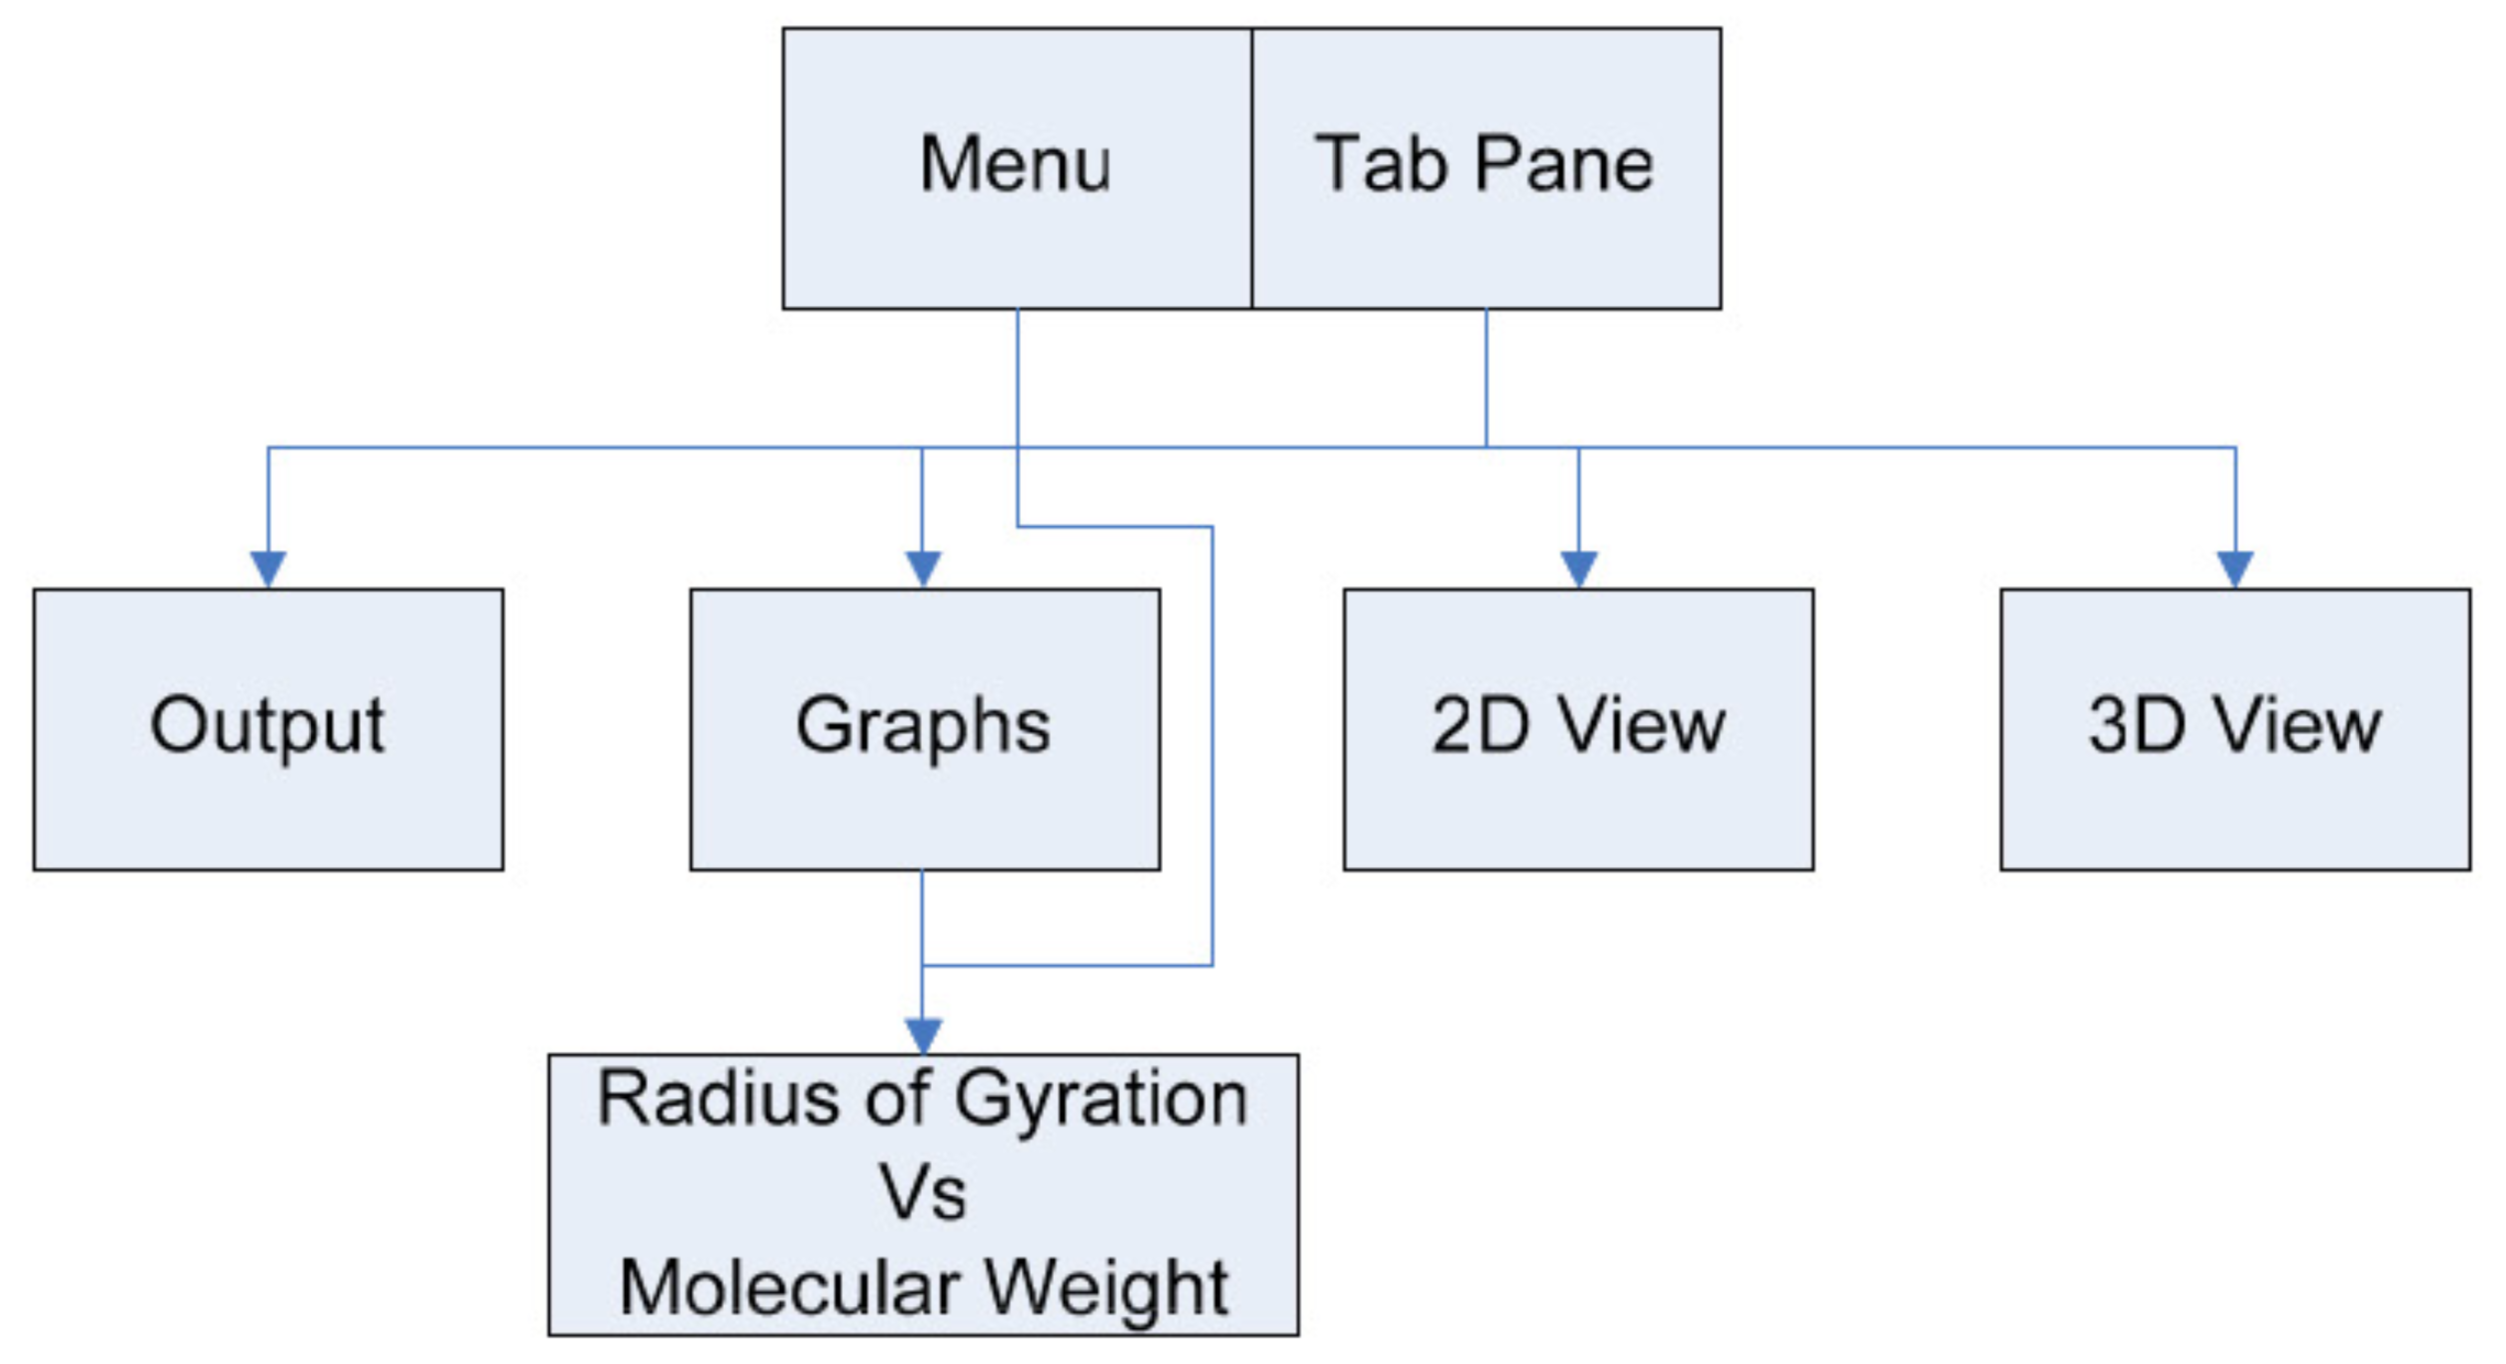 Menu
Tab Pane
Output
Graphs
2D View
3D View
Radius of Gyration
Vs
Molecular Weight